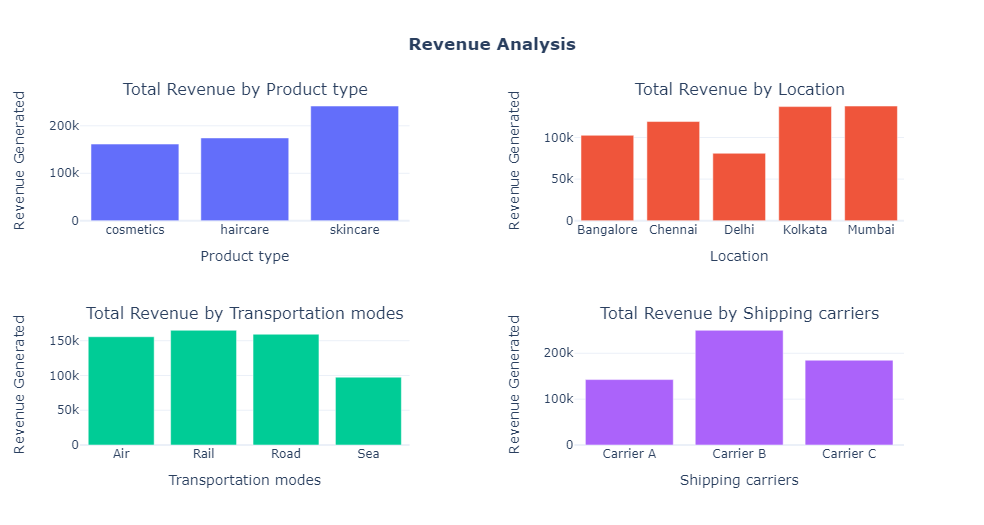 Revenue Analysis
Total Revenue by Product type
Revenue Generated
200k
100k
0
cosmetics haircare skincare
Product type
Total Revenue by Location
Revenue Generated
100k
50k
0
Bangalore Chennai Delhi Kolkata Mumbai
Location
Total Revenue by Transportation modes
Revenue Generated
150k
100k
50k
0
Air Rail Road Sea
Transportation modes
Total Revenue by Shipping carriers
Revenue Generated
200k
100k
0
Carrier A Carrier B Carrier C
Shipping carriers